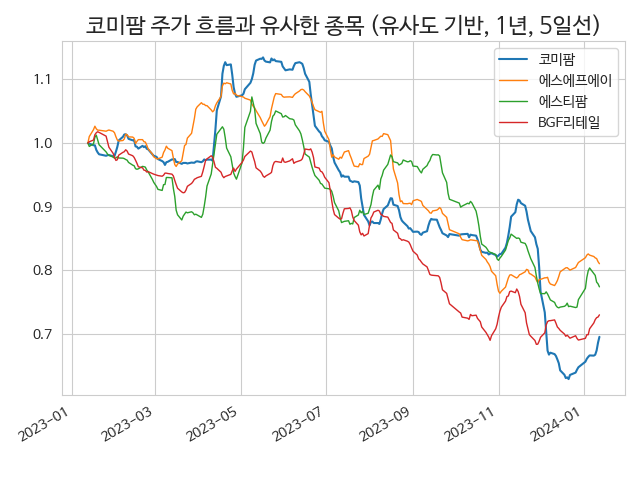 코미팜 주가 흐름과 유사한 종목 (유사도 기반, 1년, 5일선)
코미팜
에스에프에이
에스티팜
BGF리테일
1.1
1.0
0.9
0.8
0.7
2023-01
2023-03
2023-05
2023-07
2023-09
2023-11
2024-01